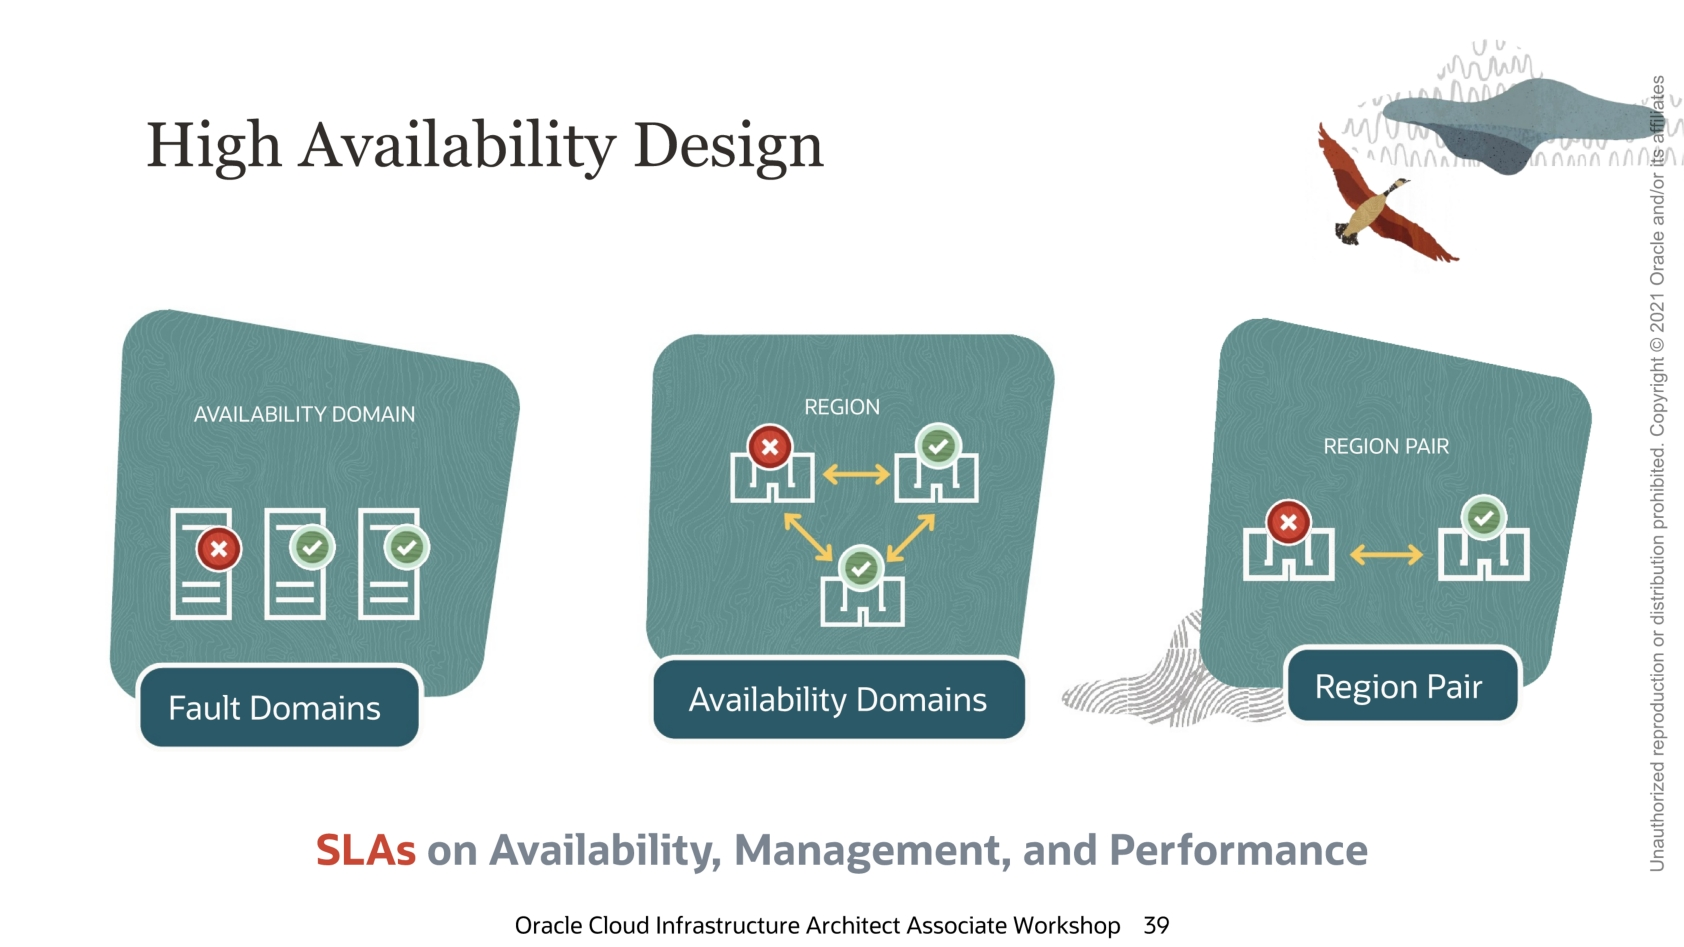 High Availability Design
AVAILABILITY DOMAIN
Fault Domains
REGION
Availability Domains
REGION PAIR
Region Pair
SLAs on Availability, Management, and Performance
Oracle Cloud Infrastructure Architect Associate Workshop 39
Unauthorized reproduction or distribution prohibited. Copyright © 2021 Oracle and/or its affiliates